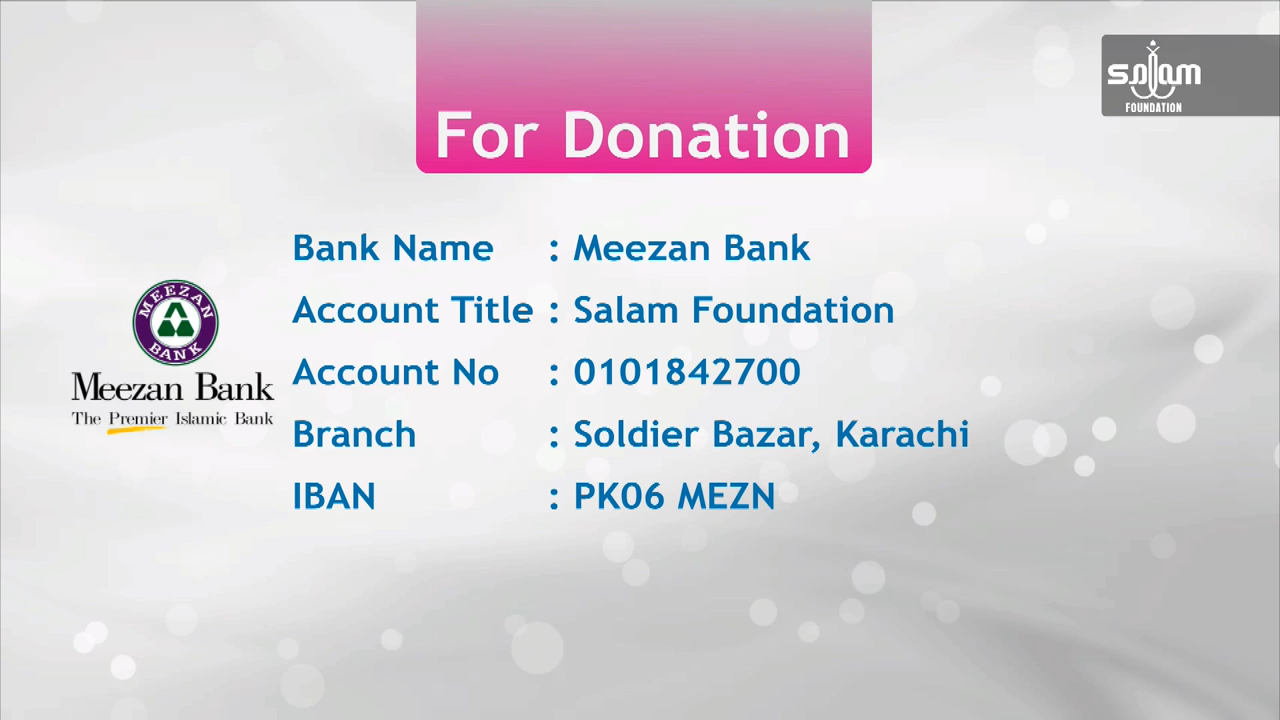 For Donation
salam
FOUNDATION
Bank Name : Meezan Bank
Account Title : Salam Foundation
Account No : 0101842700
Branch : Soldier Bazar, Karachi
IBAN : PK06 MEZN
MEEZAN BANK
Meezan Bank
The Premier Islamic Bank